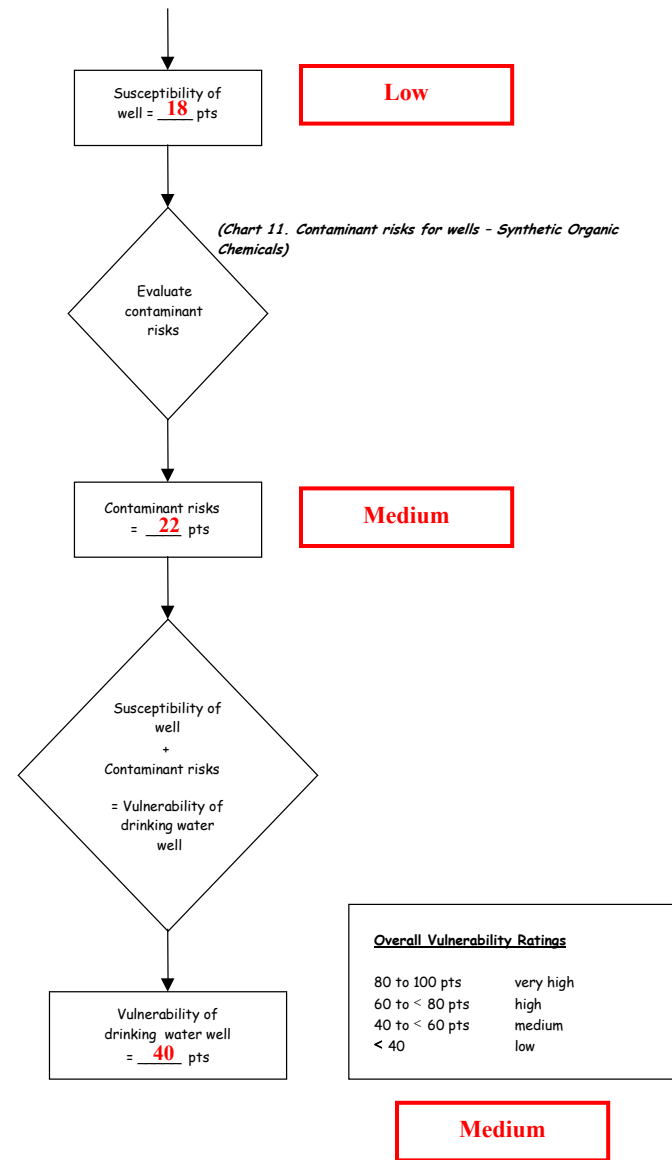 Susceptibility of
well = 18 pts
Low
(Chart 11. Contaminant risks for wells – Synthetic Organic
Chemicals)
Evaluate
contaminant
risks
Contaminant risks
= 22 pts
Medium
Susceptibility of
well
+
Contaminant risks
= Vulnerability of
drinking water
well
Overall Vulnerability Ratings
80 to 100 pts very high
60 to < 80 pts high
40 to < 60 pts medium
< 40 low
Vulnerability of
drinking water well
= 40 pts
Medium